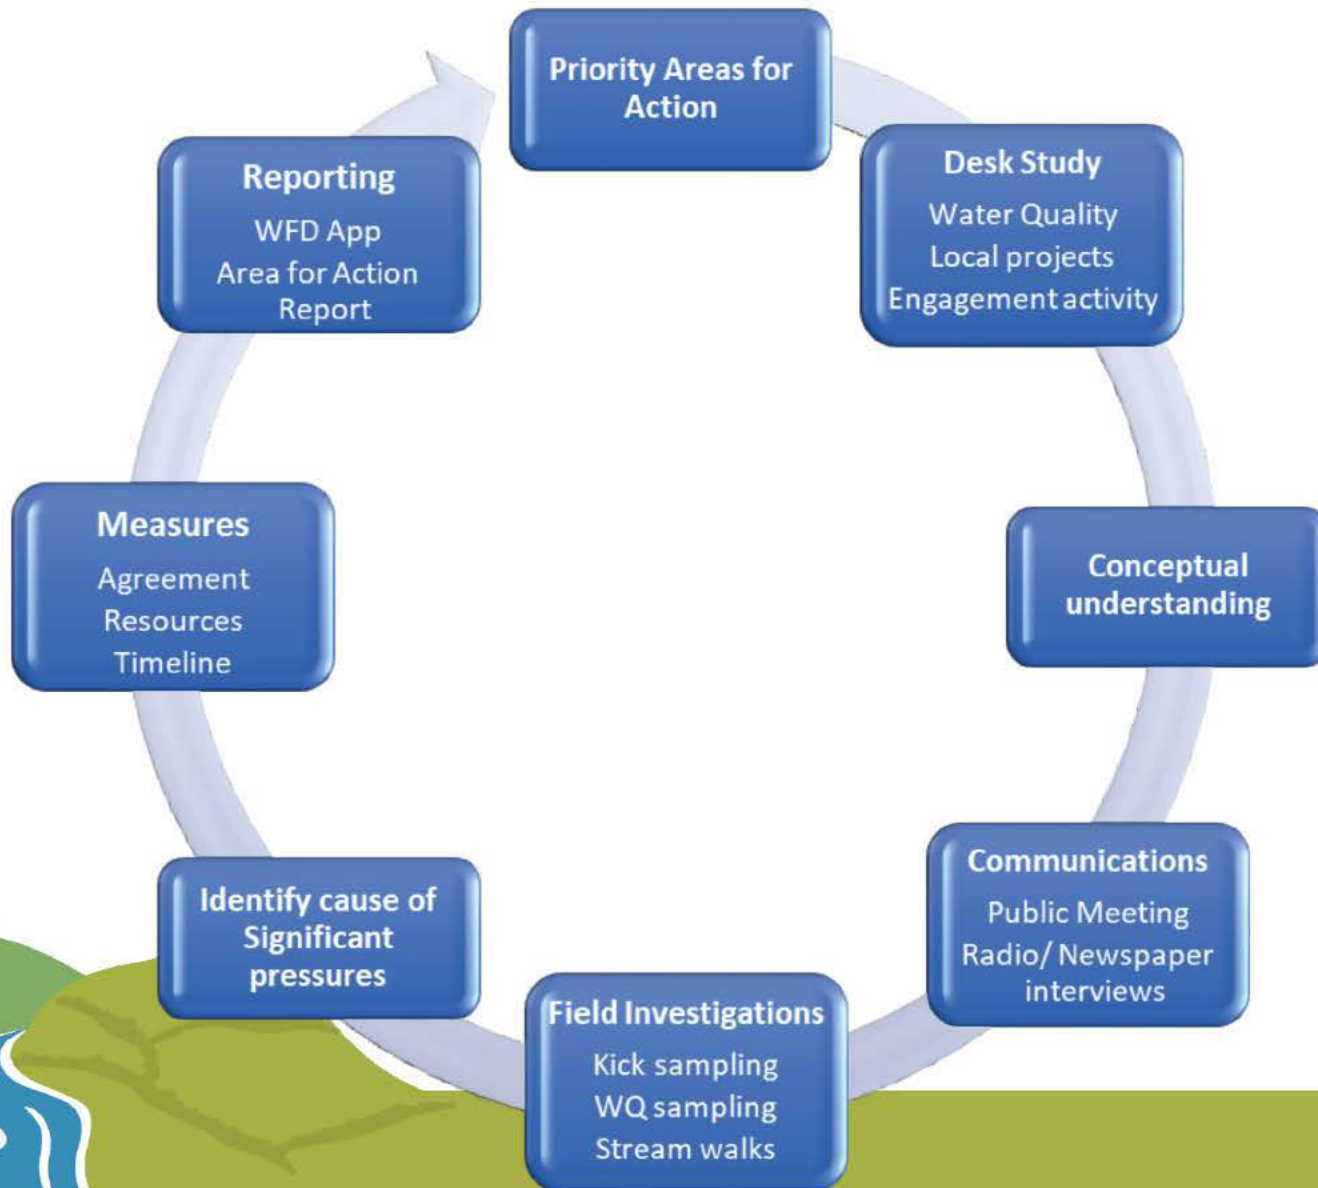 Priority Areas for
Action
Desk Study
Water Quality
Local projects
Engagement activity
Conceptual
understanding
Communications
Public Meeting
Radio/ Newspaper
interviews
Field Investigations
Kick sampling
WQ sampling
Stream walks
Identify cause of
Significant
pressures
Measures
Agreement
Resources
Timeline
Reporting
WFD App
Area for Action
Report